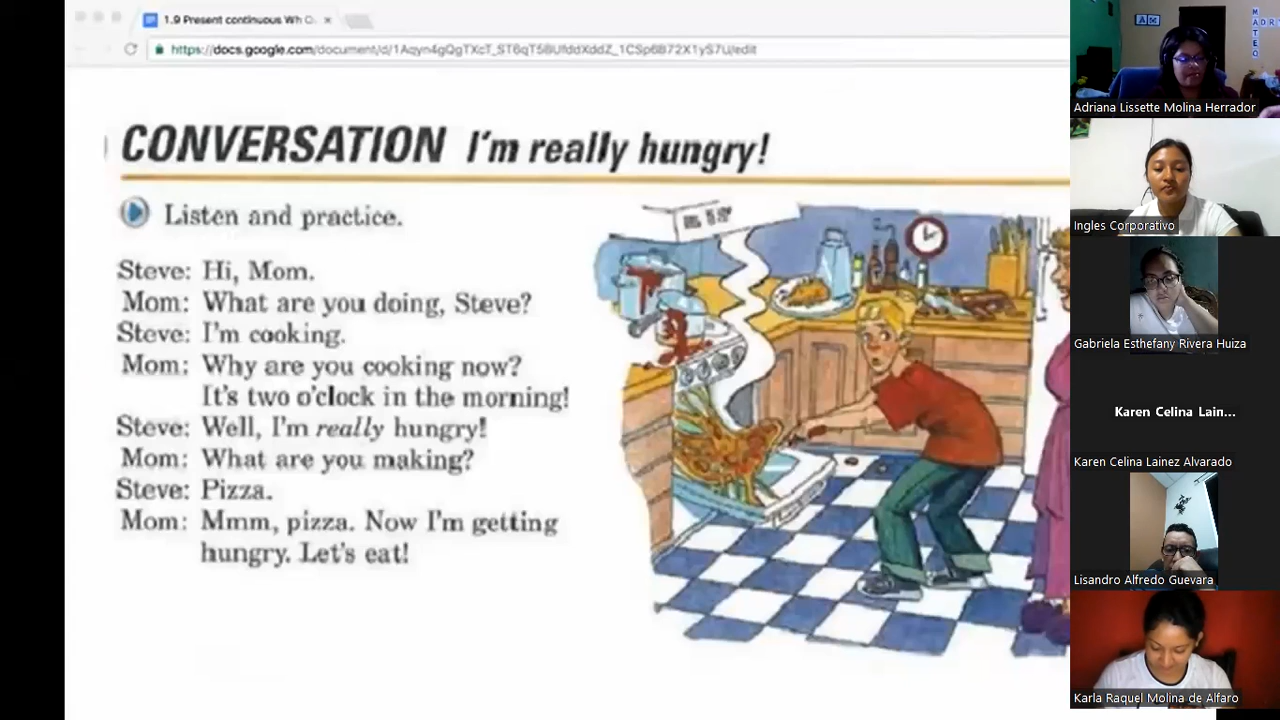 1.9 Present continuous Wh
https://docs.google.com/document/d/1Aqyn4gQgTXcT_ST6qT5BUfddXddZ_1CSp6B72X1yS7U/edit
CONVERSATION I'm really hungry!
Listen and practice.
Steve: Hi, Mom.
Mom: What are you doing, Steve?
Steve: I'm cooking.
Mom: Why are you cooking now?
It's two o'clock in the morning!
Steve: Well, I'm really hungry!
Mom: What are you making?
Steve: Pizza.
Mom: Mmm, pizza. Now I'm getting
hungry. Let's eat!
AM
MATEO
Adriana Lissette Molina Herrador
Ingles Corporativo
Gabriela Esthefany Rivera Huiza
Karen Celina Lain...
Karen Celina Lainez Alvarado
Lisandro Alfredo Guevara
Karla Raquel Molina de Alfaro